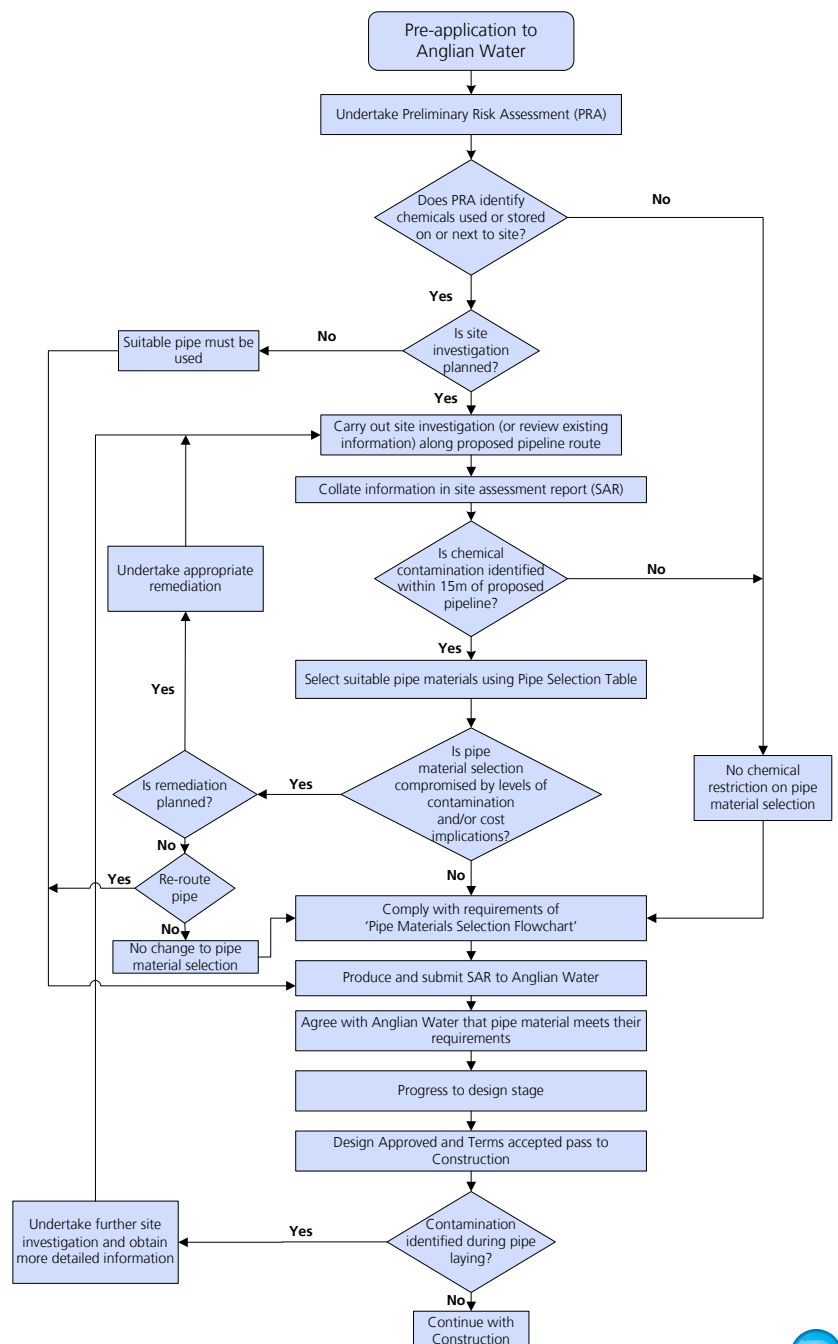 Pre-application to
Anglian Water
Undertake Preliminary Risk Assessment (PRA)
Does PRA identify
chemicals used or stored
on or next to site?
No
Yes
Is site
investigation
planned?
No
Suitable pipe must be
used
Yes
Carry out site investigation (or review existing
information) along proposed pipeline route
Collate information in site assessment report (SAR)
Is chemical
contamination identified
within 15m of proposed
pipeline?
No
Undertake appropriate
remediation
Yes
Select suitable pipe materials using Pipe Selection Table
Yes
Is pipe
material selection
compromised by levels of
contamination
and/or cost
implications?
Yes
Is remediation
planned?
No chemical
restriction on pipe
material selection
No
No
Re-route
pipe
Yes
Comply with requirements of
'Pipe Materials Selection Flowchart'
No
No change to pipe
material selection
Produce and submit SAR to Anglian Water
Agree with Anglian Water that pipe material meets their
requirements
Progress to design stage
Design Approved and Terms accepted pass to
Construction
Contamination
identified during pipe
laying?
Yes
Undertake further site
investigation and obtain
more detailed information
No
Continue with
Construction